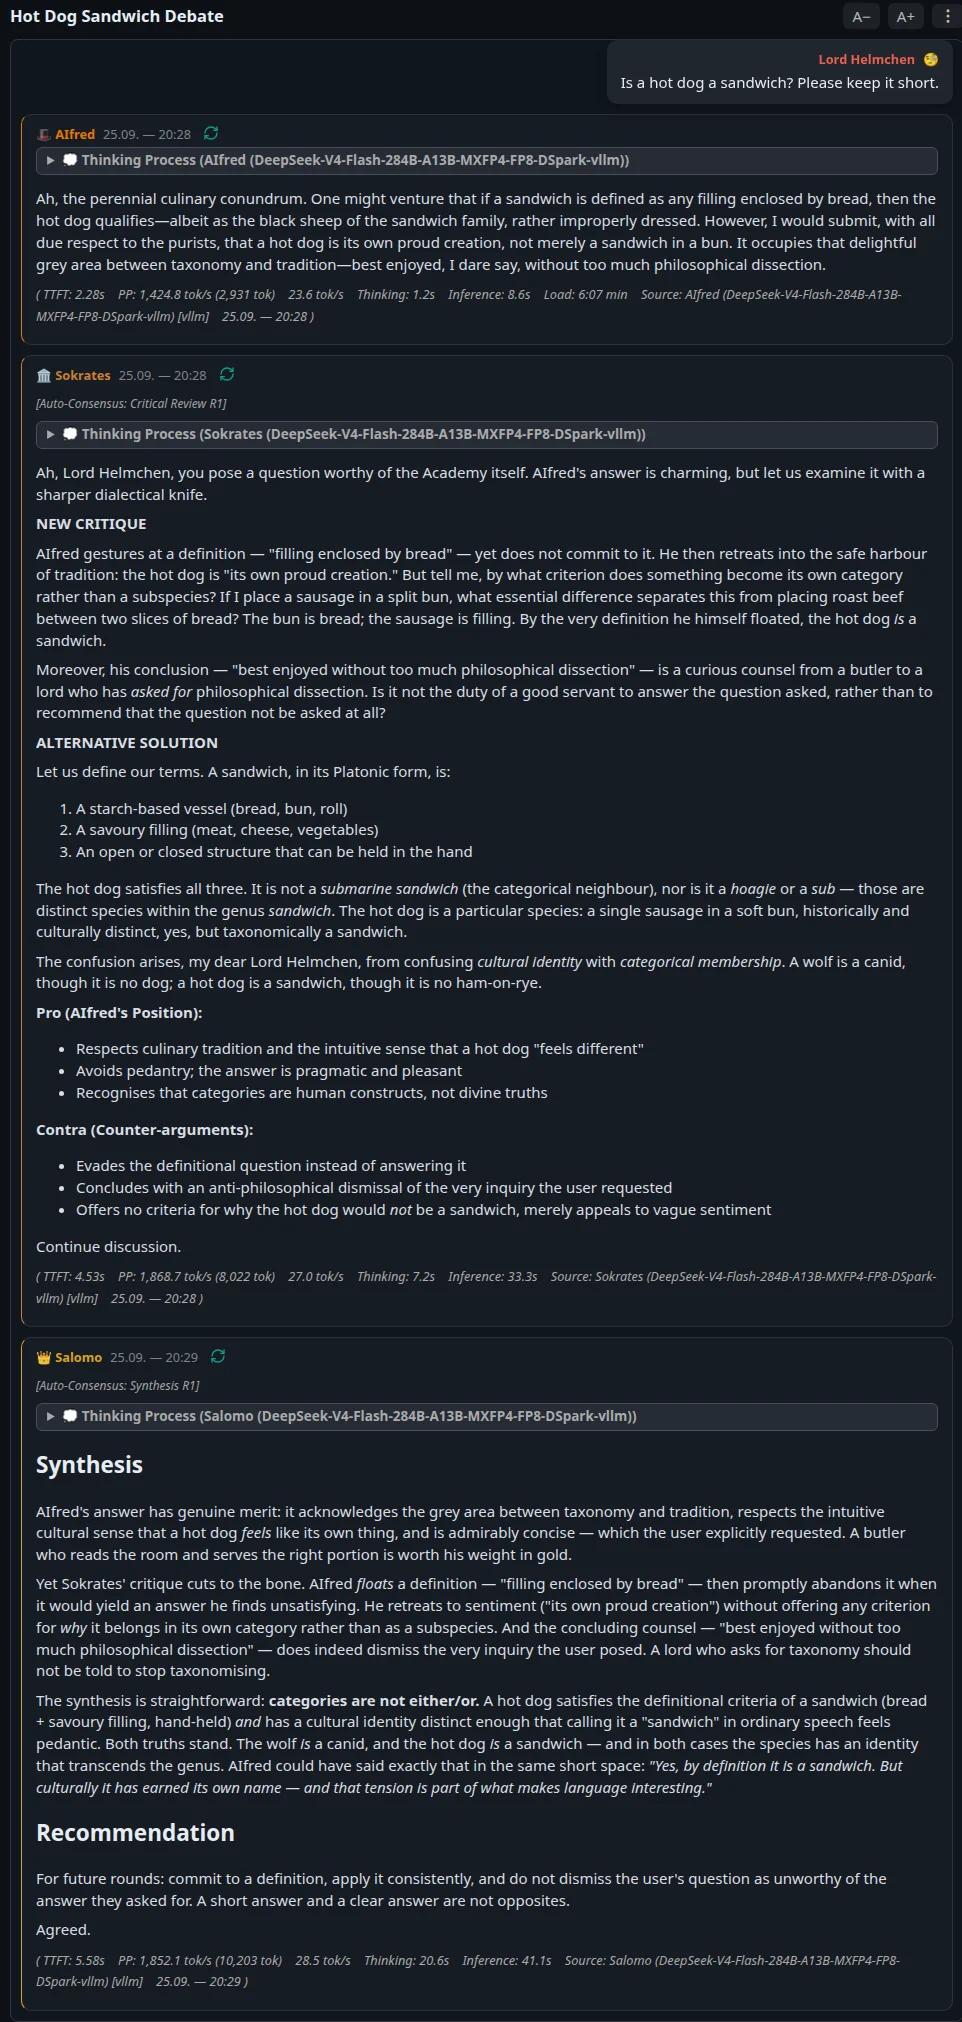 Hot Dog Sandwich Debate
A− A+
Lord Helmchen
Is a hot dog a sandwich? Please keep it short.
AIfred 25.09. — 20:28
Thinking Process (AIfred (DeepSeek-V4-Flash-284B-A13B-MXFP4-FP8-DSpark-vllm))
Ah, the perennial culinary conundrum. One might venture that if a sandwich is defined as any filling enclosed by bread, then the
hot dog qualifies—albeit as the black sheep of the sandwich family, rather improperly dressed. However, I would submit, with all
due respect to the purists, that a hot dog is its own proud creation, not merely a sandwich in a bun. It occupies that delightful
grey area between taxonomy and tradition—best enjoyed, I dare say, without too much philosophical dissection.
( TTFT: 2.28s PP: 1,424.8 tok/s (2,931 tok) 23.6 tok/s Thinking: 1.2s Inference: 8.6s Load: 6:07 min Source: AIfred (DeepSeek-V4-Flash-284B-A13B-
MXFP4-FP8-DSpark-vllm) [vllm] 25.09. — 20:28 )
Sokrates 25.09. — 20:28
[Auto-Consensus: Critical Review R1]
Thinking Process (Sokrates (DeepSeek-V4-Flash-284B-A13B-MXFP4-FP8-DSpark-vllm))
Ah, Lord Helmchen, you pose a question worthy of the Academy itself. AIfred's answer is charming, but let us examine it with a
sharper dialectical knife.
NEW CRITIQUE
AIfred gestures at a definition — "filling enclosed by bread" — yet does not commit to it. He then retreats into the safe harbour
of tradition: the hot dog is "its own proud creation." But tell me, by what criterion does something become its own category
rather than a subspecies? If I place a sausage in a split bun, what essential difference separates this from placing roast beef
between two slices of bread? The bun is bread; the sausage is filling. By the very definition he himself floated, the hot dog is a
sandwich.
Moreover, his conclusion — "best enjoyed without too much philosophical dissection" — is a curious counsel from a butler to a
lord who has asked for philosophical dissection. Is it not the duty of a good servant to answer the question asked, rather than to
recommend that the question not be asked at all?
ALTERNATIVE SOLUTION
Let us define our terms. A sandwich, in its Platonic form, is:
1. A starch-based vessel (bread, bun, roll)
2. A savoury filling (meat, cheese, vegetables)
3. An open or closed structure that can be held in the hand
The hot dog satisfies all three. It is not a submarine sandwich (the categorical neighbour), nor is it a hoagie or a sub — those are
distinct species within the genus sandwich. The hot dog is a particular species: a single sausage in a soft bun, historically and
culturally distinct, yes, but taxonomically a sandwich.
The confusion arises, my dear Lord Helmchen, from confusing cultural identity with categorical membership. A wolf is a canid,
though it is no dog; a hot dog is a sandwich, though it is no ham-on-rye.
Pro (AIfred's Position):
• Respects culinary tradition and the intuitive sense that a hot dog "feels different"
• Avoids pedantry; the answer is pragmatic and pleasant
• Recognises that categories are human constructs, not divine truths
Contra (Counter-arguments):
• Evades the definitional question instead of answering it
• Concludes with an anti-philosophical dismissal of the very inquiry the user requested
• Offers no criteria for why the hot dog would not be a sandwich, merely appeals to vague sentiment
Continue discussion.
( TTFT: 4.53s PP: 1,868.7 tok/s (8,022 tok) 27.0 tok/s Thinking: 7.2s Inference: 33.3s Source: Sokrates (DeepSeek-V4-Flash-284B-A13B-MXFP4-FP8-DSpark-
vllm) [vllm] 25.09. — 20:28 )
Salomo 25.09. — 20:29
[Auto-Consensus: Synthesis R1]
Thinking Process (Salomo (DeepSeek-V4-Flash-284B-A13B-MXFP4-FP8-DSpark-vllm))
Synthesis
AIfred's answer has genuine merit: it acknowledges the grey area between taxonomy and tradition, respects the intuitive
cultural sense that a hot dog feels like its own thing, and is admirably concise — which the user explicitly requested. A butler
who reads the room and serves the right portion is worth his weight in gold.
Yet Sokrates' critique cuts to the bone. AIfred floats a definition — "filling enclosed by bread" — then promptly abandons it when
it would yield an answer he finds unsatisfying. He retreats to sentiment ("its own proud creation") without offering any criterion
for why it belongs in its own category rather than as a subspecies. And the concluding counsel — "best enjoyed without too
much philosophical dissection" — does indeed dismiss the very inquiry the user posed. A lord who asks for taxonomy should
not be told to stop taxonomising.
The synthesis is straightforward: categories are not either/or. A hot dog satisfies the definitional criteria of a sandwich (bread
+ savoury filling, hand-held) and has a cultural identity distinct enough that calling it a "sandwich" in ordinary speech feels
pedantic. Both truths stand. The wolf is a canid, and the hot dog is a sandwich — and in both cases the species has an identity
that transcends the genus. AIfred could have said exactly that in the same short space: "Yes, by definition it is a sandwich. But
culturally it has earned its own name — and that tension is part of what makes language interesting."
Recommendation
For future rounds: commit to a definition, apply it consistently, and do not dismiss the user's question as unworthy of the
answer they asked for. A short answer and a clear answer are not opposites.
Agreed.
( TTFT: 5.58s PP: 1,852.1 tok/s (10,203 tok) 28.5 tok/s Thinking: 20.6s Inference: 41.1s Source: Salomo (DeepSeek-V4-Flash-284B-A13B-MXFP4-FP8-
DSpark-vllm) [vllm] 25.09. — 20:29 )